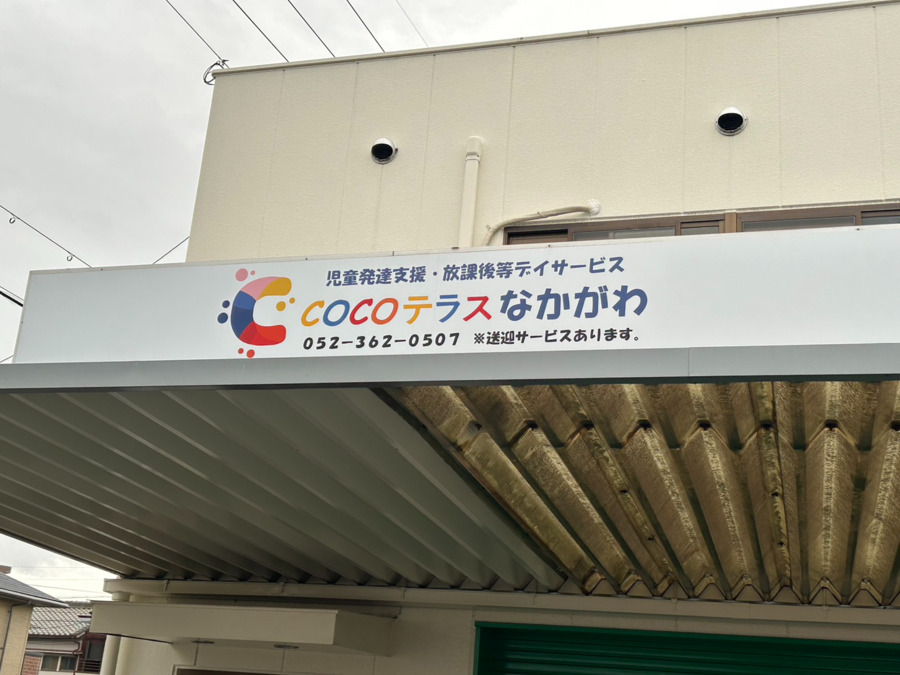 児童発達支援・放課後等デイサービス
COCOテラスなかがわ
052-362-0507 ※送迎サービスあります。